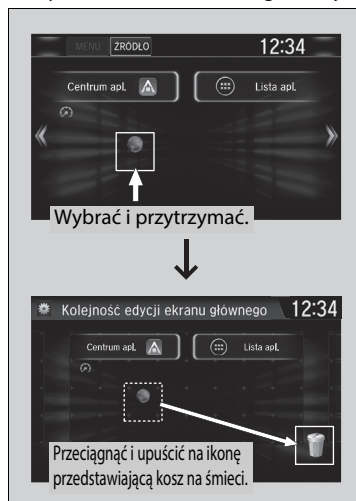 MENU ŹRÓDŁO 12:34
Centrum apl. Lista apl.
Wybrać i przytrzymać.
Kolejność edycji ekranu głównego 12:34
Centrum apl. Lista apl.
Przeciągnąć i upuścić na ikonę
przedstawiającą kosz na śmieci.